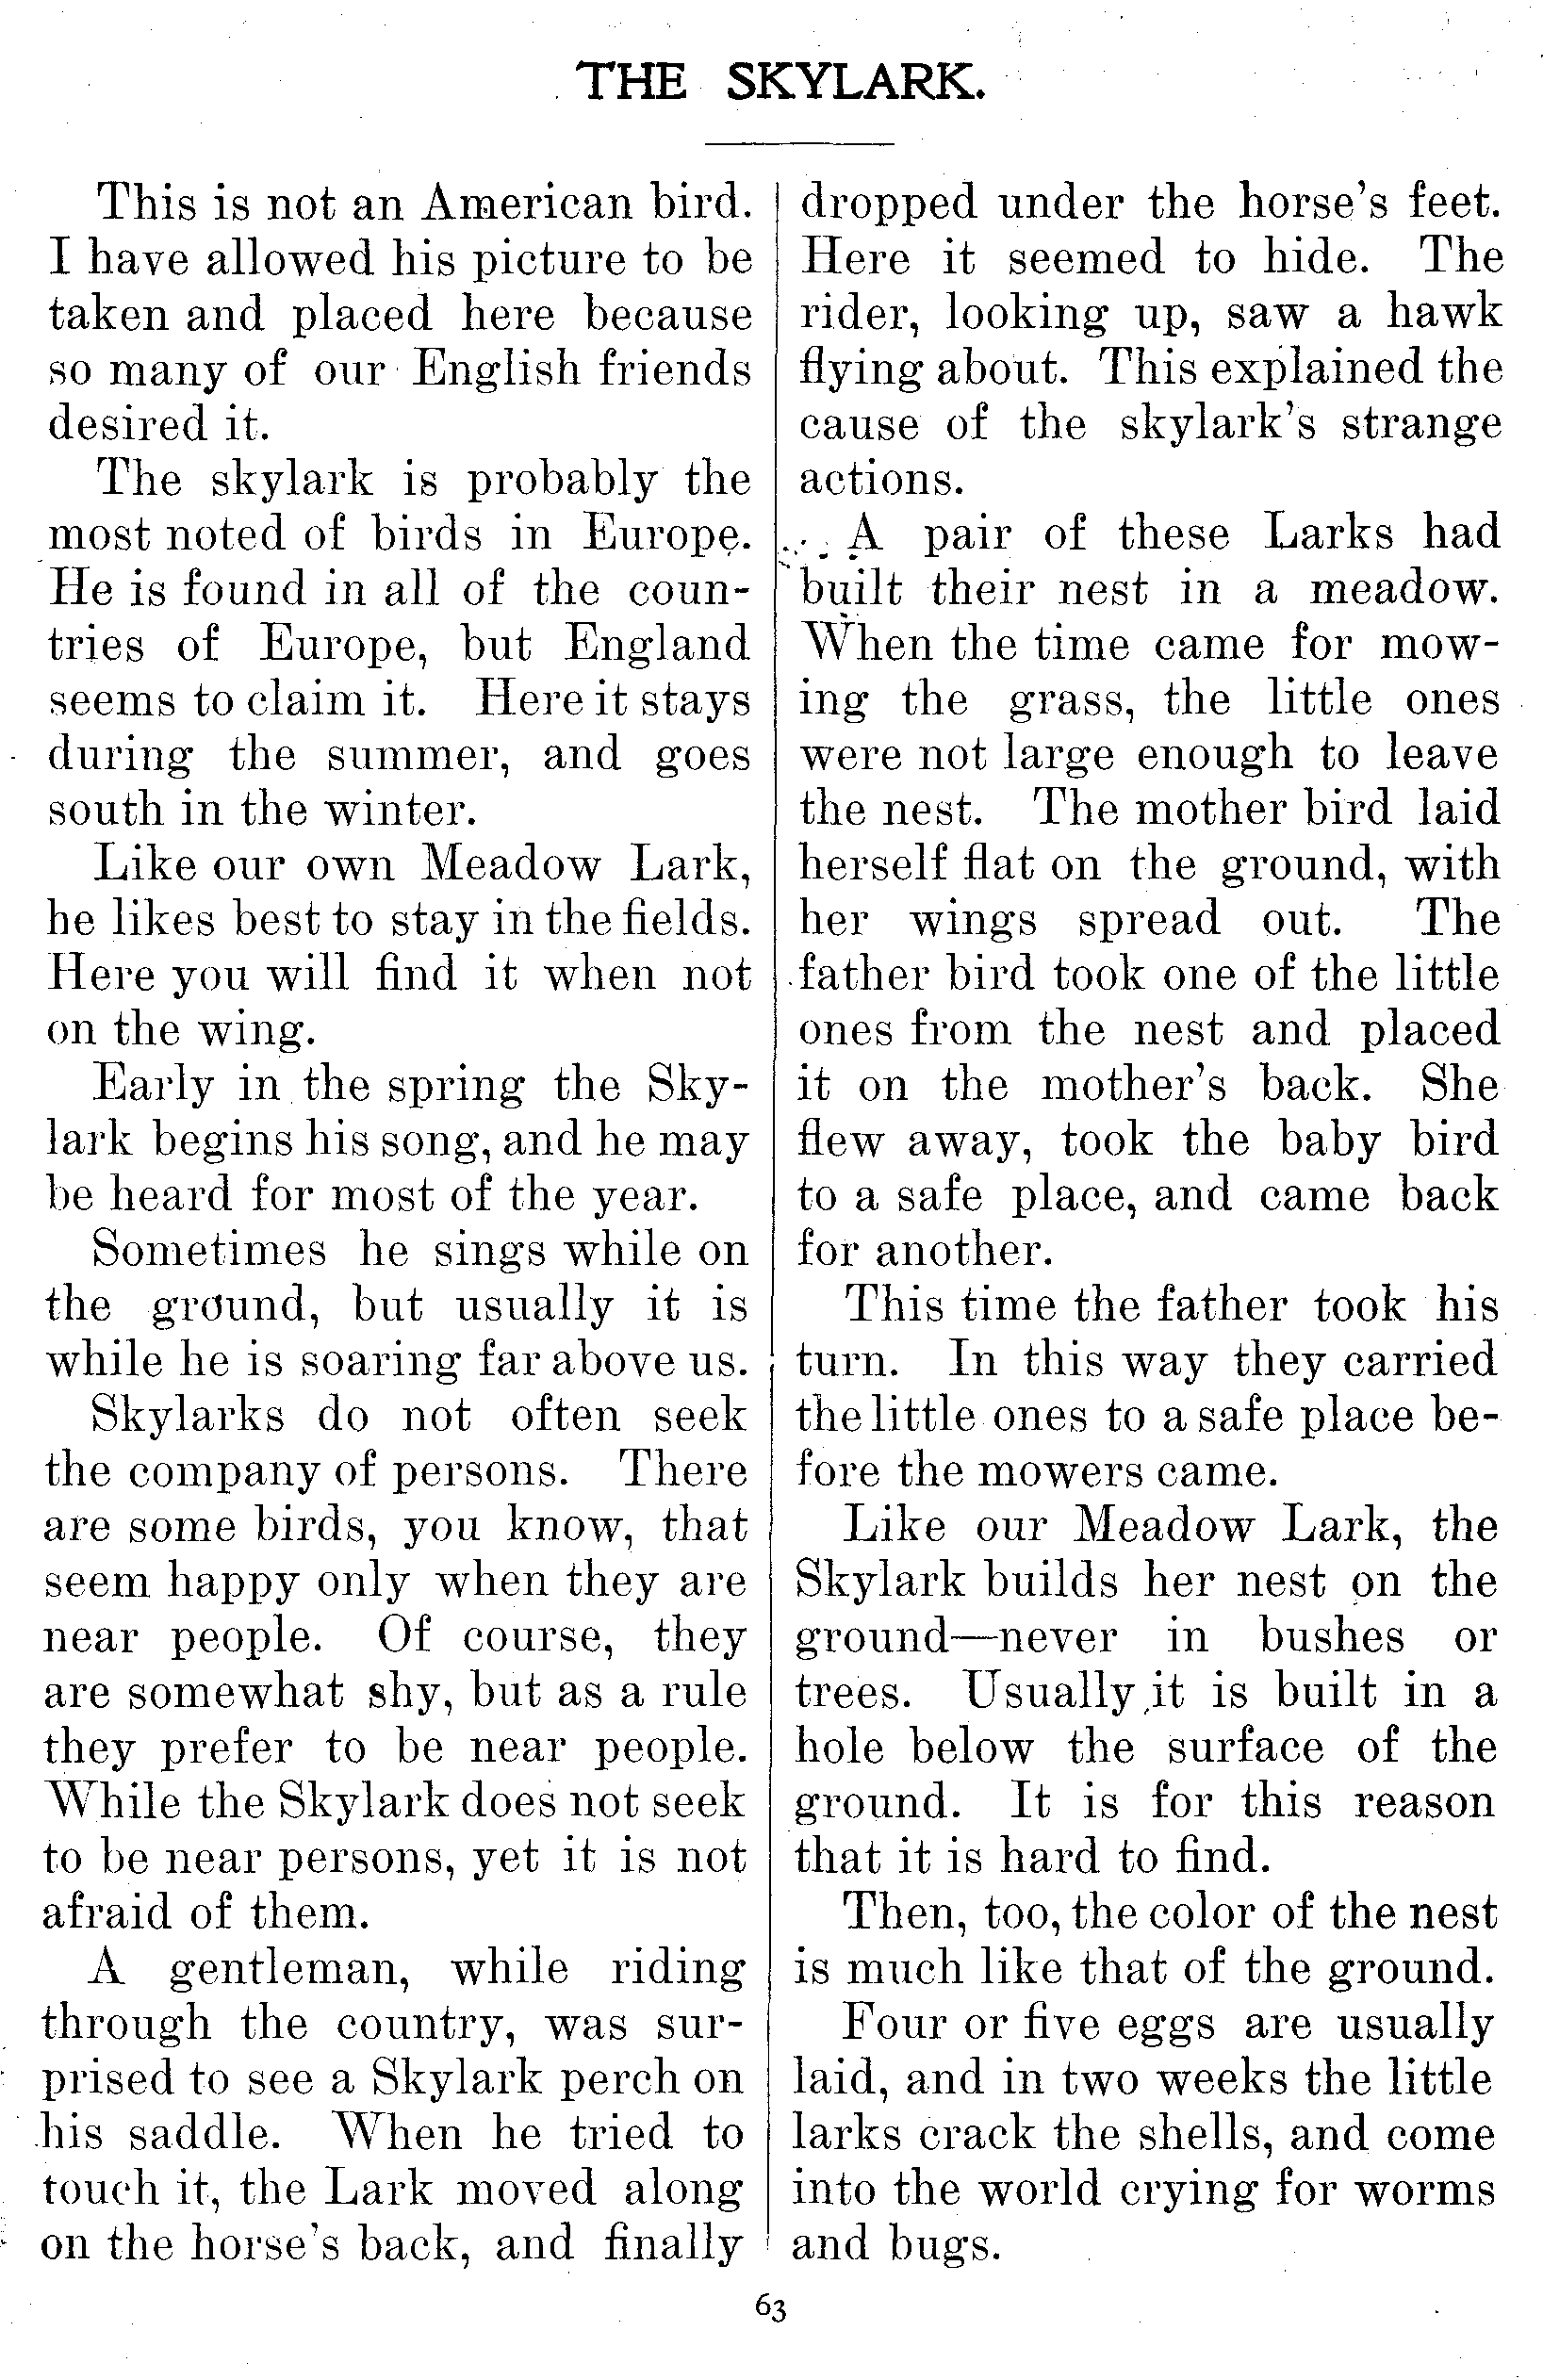 THE SKYLARK.
This is not an American bird.
I have allowed his picture to be
taken and placed here because
so many of our English friends
desired it.
The skylark is probably the
most noted of birds in Europe.
He is found in all of the coun-
tries of Europe, but England
seems to claim it. Here it stays
during the summer, and goes
south in the winter.
Like our own Meadow Lark,
he likes best to stay in the fields.
Here you will find it when not
on the wing.
Early in the spring the Sky-
lark begins his song, and he may
be heard for most of the year.
Sometimes he sings while on
the ground, but usually it is
while he is soaring far above us.
Skylarks do not often seek
the company of persons. There
are some birds, you know, that
seem happy only when they are
near people. Of course, they
are somewhat shy, but as a rule
they prefer to be near people.
While the Skylark does not seek
to be near persons, yet it is not
afraid of them.
A gentleman, while riding
through the country, was sur-
prised to see a Skylark perch on
his saddle. When he tried to
touch it, the Lark moved along
on the horse's back, and finally
dropped under the horse's feet.
Here it seemed to hide. The
rider, looking up, saw a hawk
flying about. This explained the
cause of the skylark's strange
actions.
A pair of these Larks had
built their nest in a meadow.
When the time came for mow-
ing the grass, the little ones
were not large enough to leave
the nest. The mother bird laid
herself flat on the ground, with
her wings spread out. The
father bird took one of the little
ones from the nest and placed
it on the mother's back. She
flew away, took the baby bird
to a safe place, and came back
for another.
This time the father took his
turn. In this way they carried
the little ones to a safe place be-
fore the mowers came.
Like our Meadow Lark, the
Skylark builds her nest on the
ground—never in bushes or
trees. Usually it is built in a
hole below the surface of the
ground. It is for this reason
that it is hard to find.
Then, too, the color of the nest
is much like that of the ground.
Four or five eggs are usually
laid, and in two weeks the little
larks crack the shells, and come
into the world crying for worms
and bugs.
63